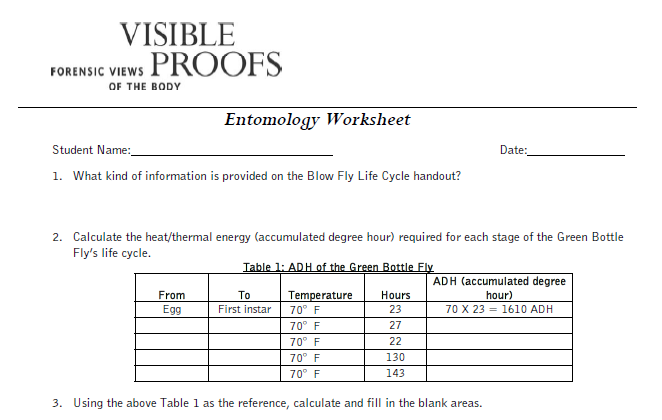 VISIBLE
FORENSIC VIEWS PROOFS
OF THE BODY
Entomology Worksheet
Student Name: Date:
1. What kind of information is provided on the Blow Fly Life Cycle handout?
2. Calculate the heat/thermal energy (accumulated degree hour) required for each stage of the Green Bottle
Fly's life cycle.
Table 1: ADH of the Green Bottle Fly
From To Temperature Hours ADH (accumulated degree hour)
Egg First instar 70° F 23 70 X 23 = 1610 ADH
70° F 27
70° F 22
70° F 130
70° F 143
3. Using the above Table 1 as the reference, calculate and fill in the blank areas.